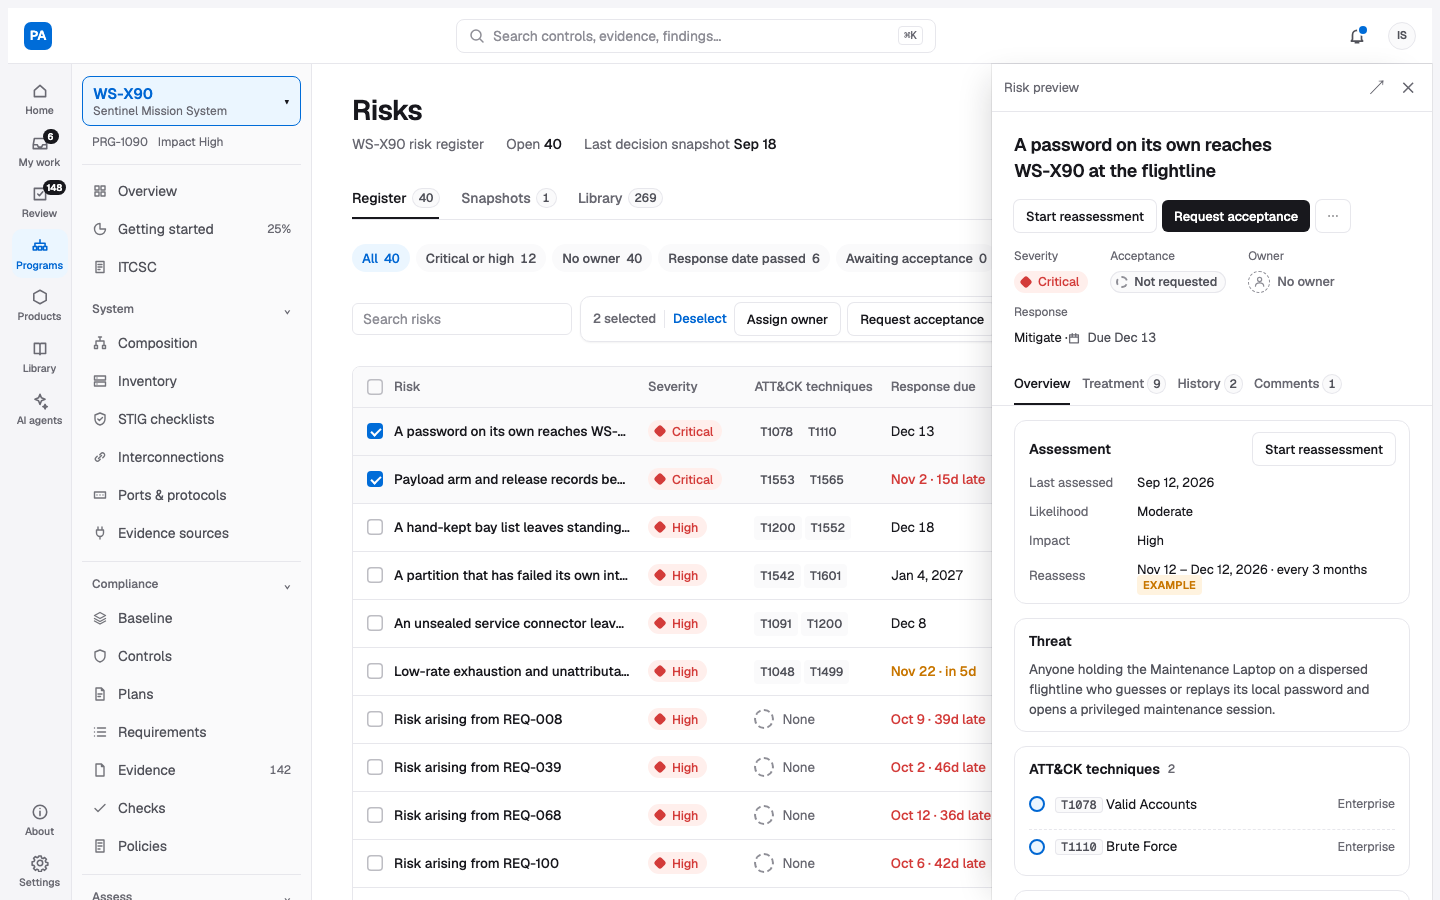 PA
Search controls, evidence, findings...
⌘K
IS
Home
6
My work
148
Review
Programs
Products
Library
AI agents
About
Settings
WS-X90
Sentinel Mission System
PRG-1090 Impact High
Overview
Getting started 25%
ITCSC
System
Composition
Inventory
STIG checklists
Interconnections
Ports & protocols
Evidence sources
Compliance
Baseline
Controls
Plans
Requirements
Evidence 142
Checks
Policies
Assess
Risks
WS-X90 risk register Open 40 Last decision snapshot Sep 18
Register 40 Snapshots 1 Library 269
All 40 Critical or high 12 No owner 40 Response date passed 6 Awaiting acceptance 0
Search risks 2 selected Deselect Assign owner Request acceptance
Risk Severity ATT&CK techniques Response due
A password on its own reaches WS-... Critical T1078 T1110 Dec 13
Payload arm and release records be... Critical T1553 T1565 Nov 2 · 15d late
A hand-kept bay list leaves standing... High T1200 T1552 Dec 18
A partition that has failed its own int... High T1542 T1601 Jan 4, 2027
An unsealed service connector leav... High T1091 T1200 Dec 8
Low-rate exhaustion and unattributa... High T1048 T1499 Nov 22 · in 5d
Risk arising from REQ-008 High None Oct 9 · 39d late
Risk arising from REQ-039 High None Oct 2 · 46d late
Risk arising from REQ-068 High None Oct 12 · 36d late
Risk arising from REQ-100 High None Oct 6 · 42d late
Risk preview
A password on its own reaches
WS-X90 at the flightline
Start reassessment Request acceptance ...
Severity Acceptance Owner
Critical Not requested No owner
Response
Mitigate · Due Dec 13
Overview Treatment 9 History 2 Comments 1
Assessment Start reassessment
Last assessed Sep 12, 2026
Likelihood Moderate
Impact High
Reassess Nov 12 – Dec 12, 2026 · every 3 months
EXAMPLE
Threat
Anyone holding the Maintenance Laptop on a dispersed
flightline who guesses or replays its local password and
opens a privileged maintenance session.
ATT&CK techniques 2
T1078 Valid Accounts Enterprise
T1110 Brute Force Enterprise